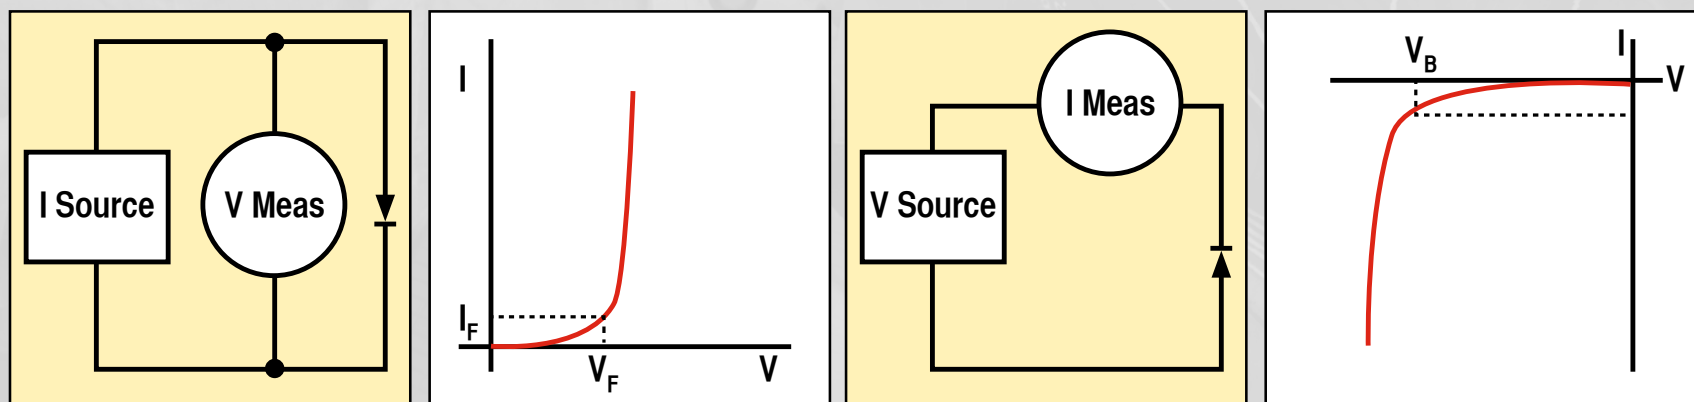 I Source
V Meas
I
I_F
V_F
V
I Meas
V Source
V_B
I
V